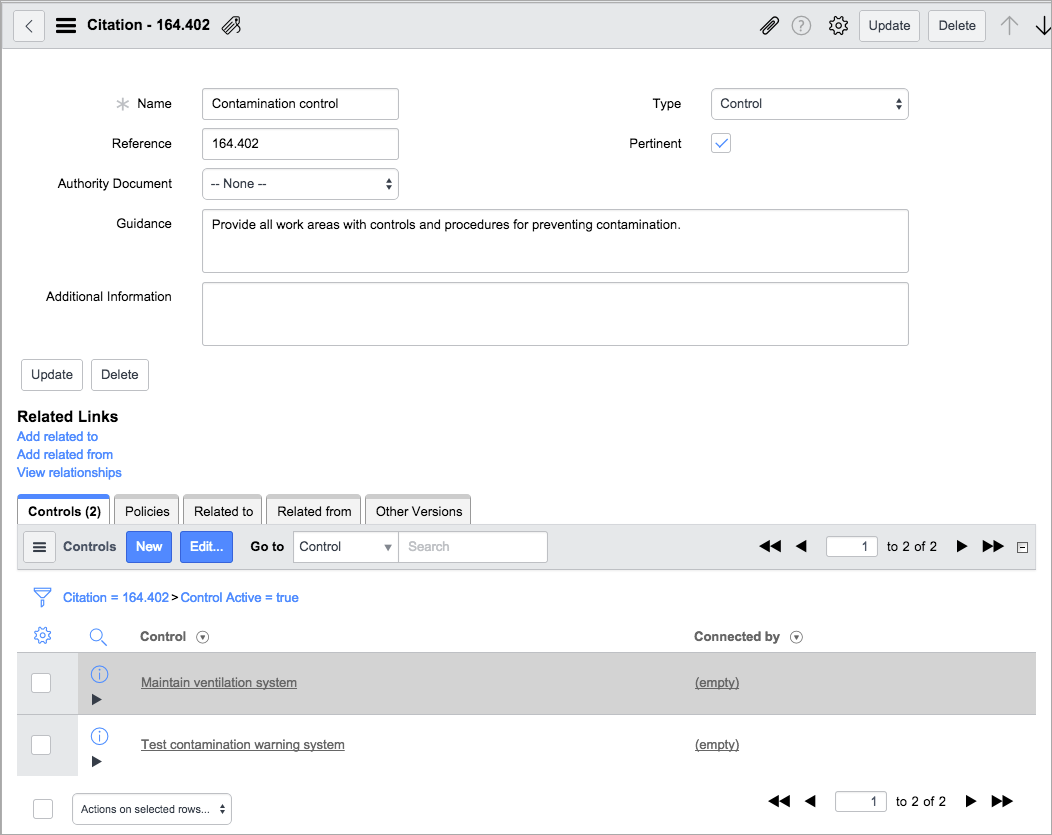 Citation - 164.402
Update
Delete
Name
Contamination control
Type
Control
Reference
164.402
Pertinent
Authority Document
-- None --
Guidance
Provide all work areas with controls and procedures for preventing contamination.
Additional Information
Update
Delete
Related Links
Add related to
Add related from
View relationships
Controls (2)
Policies
Related to
Related from
Other Versions
Controls
New
Edit...
Go to
Control
Search
1
to 2 of 2
Citation = 164.402 > Control Active = true
Control
Connected by
Maintain ventilation system
(empty)
Test contamination warning system
(empty)
Actions on selected rows...
1
to 2 of 2